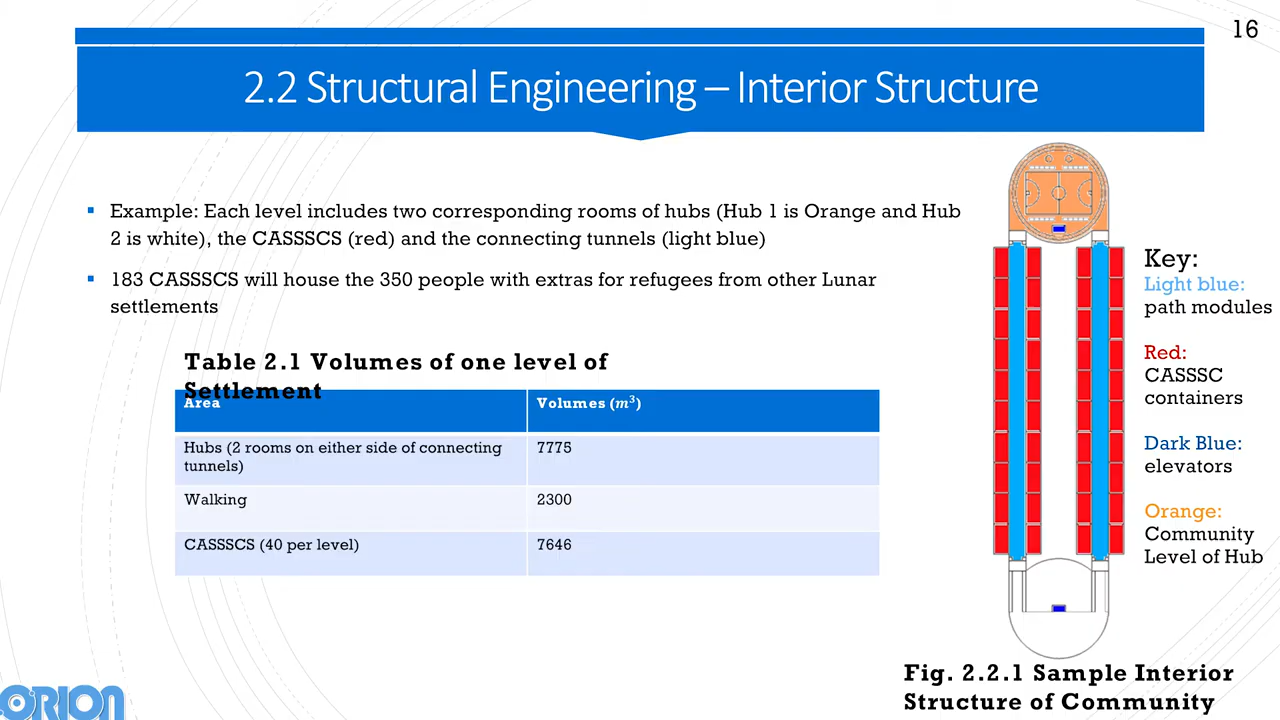 16
2.2 Structural Engineering – Interior Structure
▪ Example: Each level includes two corresponding rooms of hubs (Hub 1 is Orange and Hub
2 is white), the CASSSCS (red) and the connecting tunnels (light blue)
▪ 183 CASSSCS will house the 350 people with extras for refugees from other Lunar
settlements
Table 2.1 Volumes of one level of
Settlement
Area Volumes (m³)
Hubs (2 rooms on either side of connecting
tunnels) 7775
Walking 2300
CASSSCS (40 per level) 7646
Key:
Light blue:
path modules
Red:
CASSSC
containers
Dark Blue:
elevators
Orange:
Community
Level of Hub
Fig. 2.2.1 Sample Interior
Structure of Community
ORION